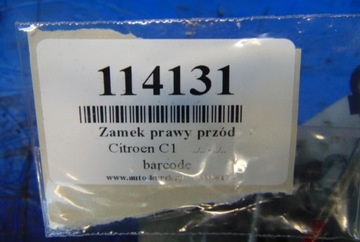 114131
Zamek prawy przód
Citroen C1
barcode